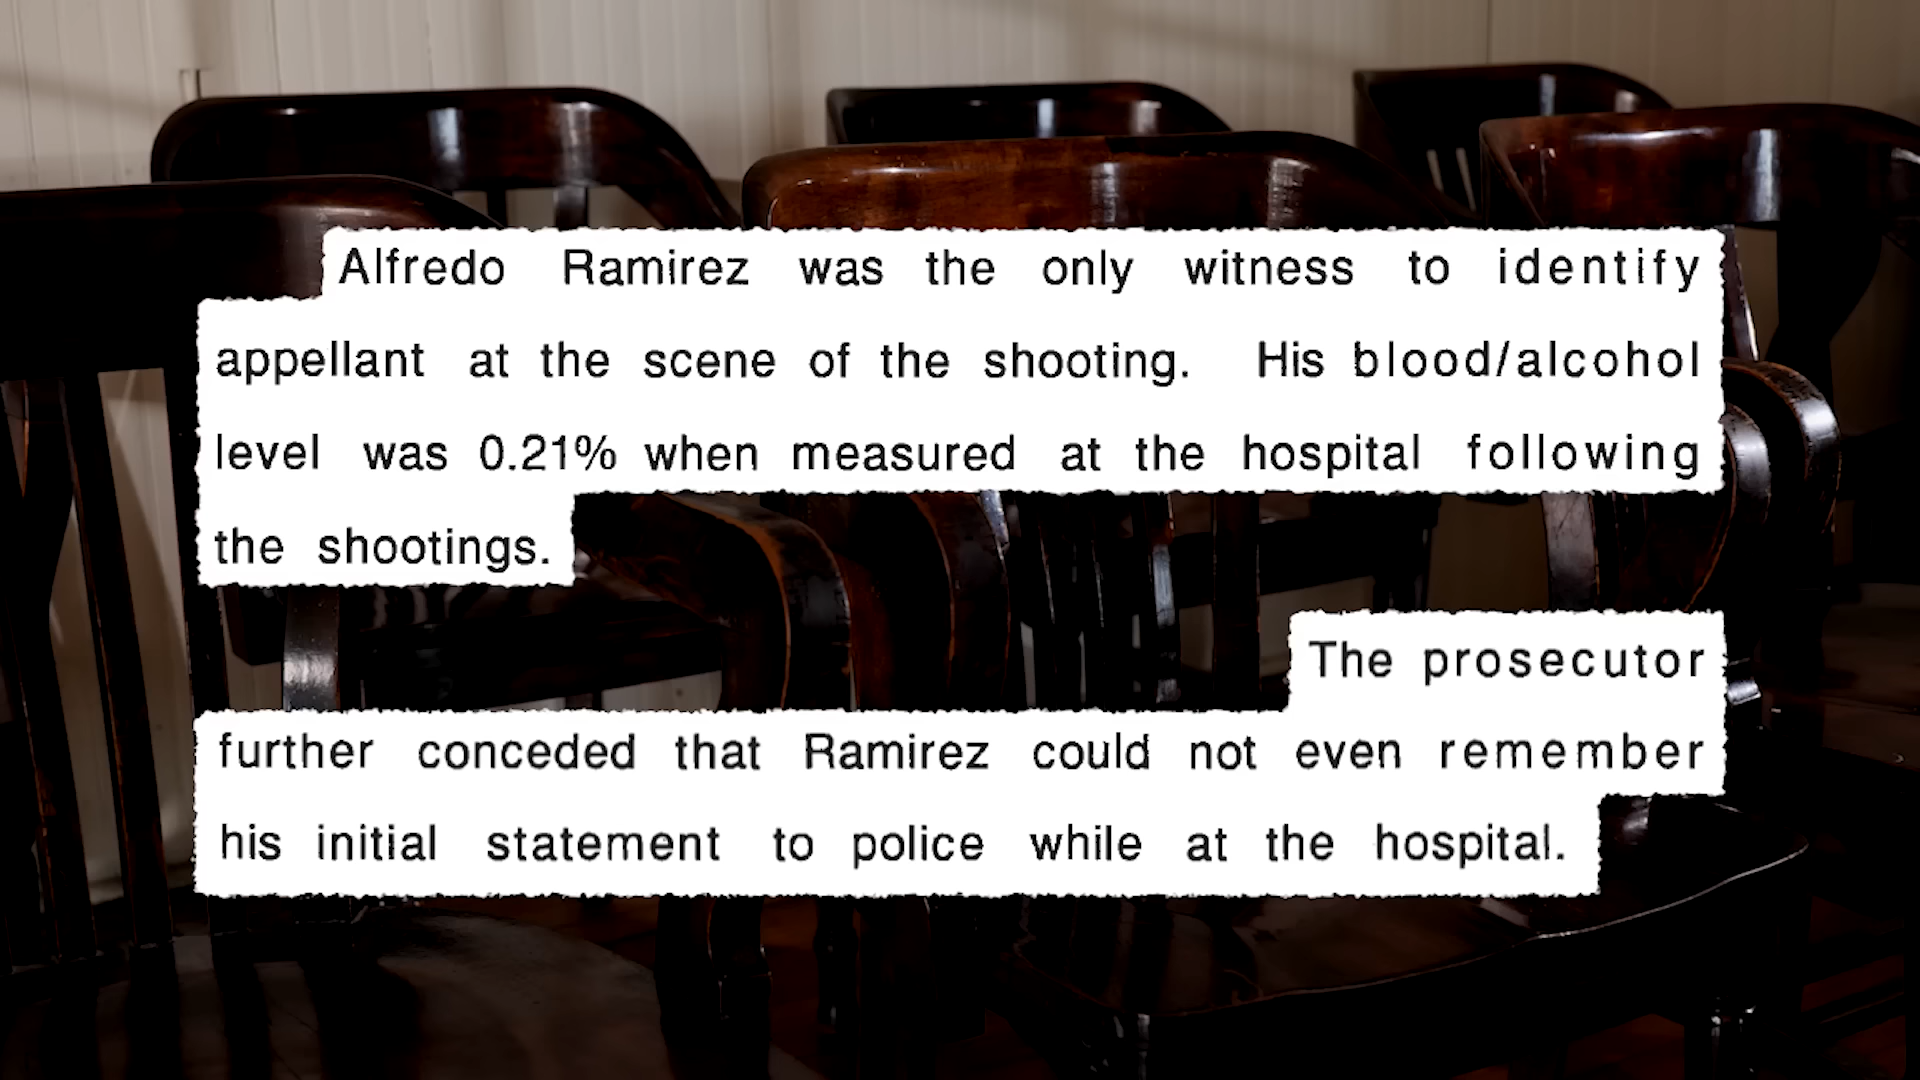 Alfredo Ramirez was the only witness to identify
appellant at the scene of the shooting. His blood/alcohol
level was 0.21% when measured at the hospital following
the shootings.
The prosecutor
further conceded that Ramirez could not even remember
his initial statement to police while at the hospital.